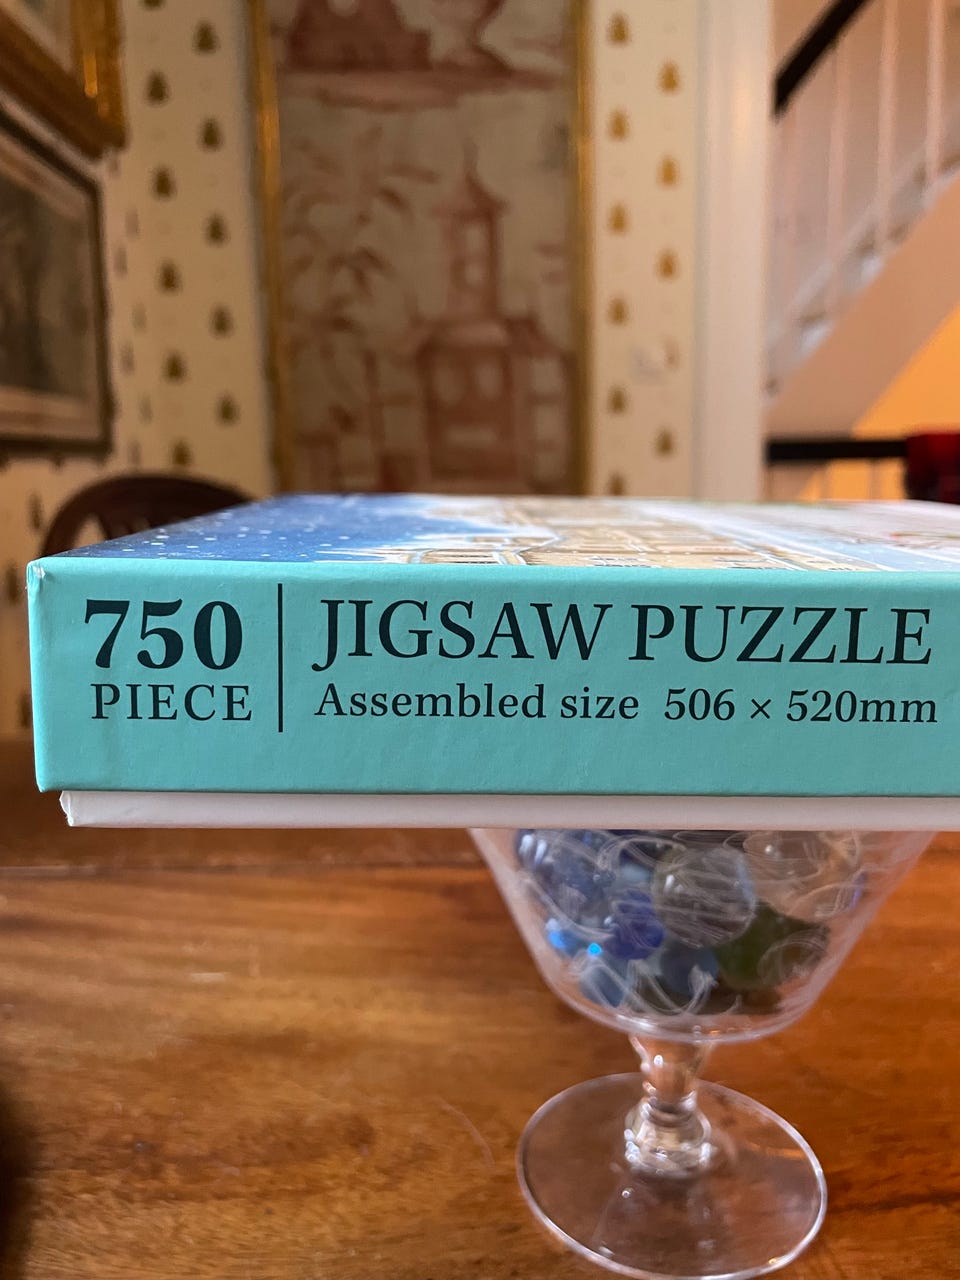 750
PIECE
JIGSAW PUZZLE
Assembled size 506 × 520mm